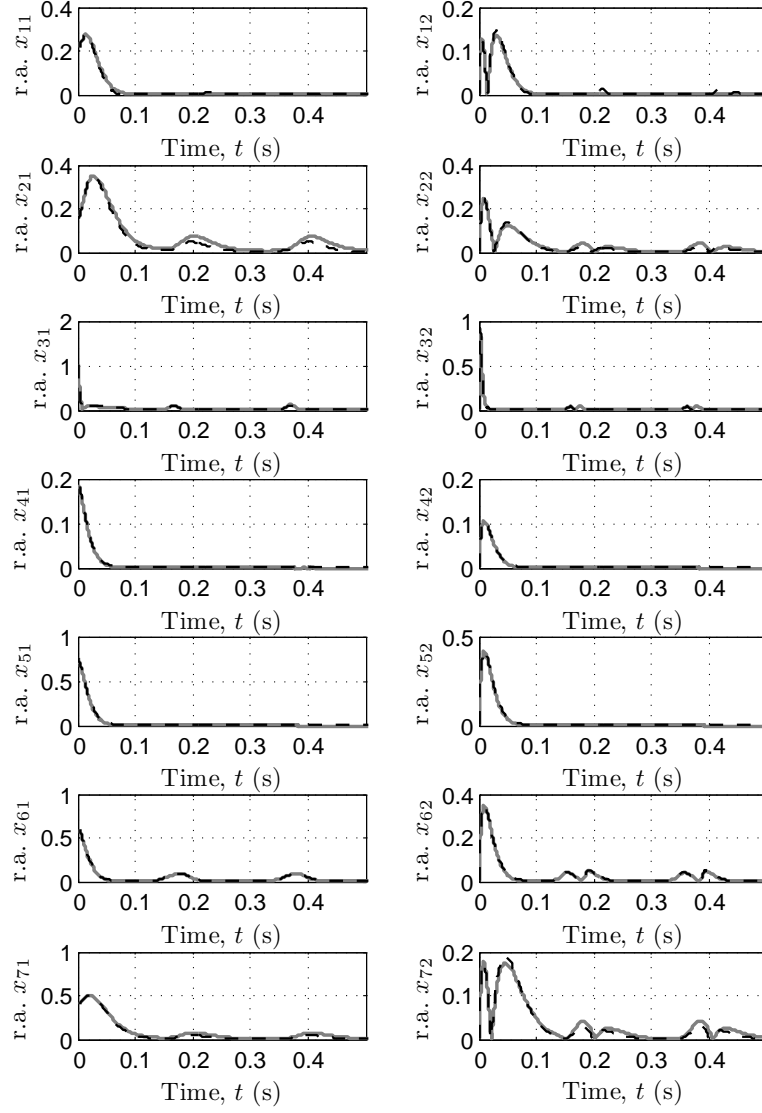 0.4
0.2
0
0 0.1 0.2 0.3 0.4
r.a. x11
Time, t (s)
0.2
0.1
0
0 0.1 0.2 0.3 0.4
r.a. x12
Time, t (s)
0.4
0.2
0
0 0.1 0.2 0.3 0.4
r.a. x21
Time, t (s)
0.4
0.2
0
0 0.1 0.2 0.3 0.4
r.a. x22
Time, t (s)
2
1
0
0 0.1 0.2 0.3 0.4
r.a. x31
Time, t (s)
1
0.5
0
0 0.1 0.2 0.3 0.4
r.a. x32
Time, t (s)
0.2
0.1
0
0 0.1 0.2 0.3 0.4
r.a. x41
Time, t (s)
0.2
0.1
0
0 0.1 0.2 0.3 0.4
r.a. x42
Time, t (s)
1
0.5
0
0 0.1 0.2 0.3 0.4
r.a. x51
Time, t (s)
0.5
0
0 0.1 0.2 0.3 0.4
r.a. x52
Time, t (s)
1
0.5
0
0 0.1 0.2 0.3 0.4
r.a. x61
Time, t (s)
0.4
0.2
0
0 0.1 0.2 0.3 0.4
r.a. x62
Time, t (s)
1
0.5
0
0 0.1 0.2 0.3 0.4
r.a. x71
Time, t (s)
0.2
0.1
0
0 0.1 0.2 0.3 0.4
r.a. x72
Time, t (s)